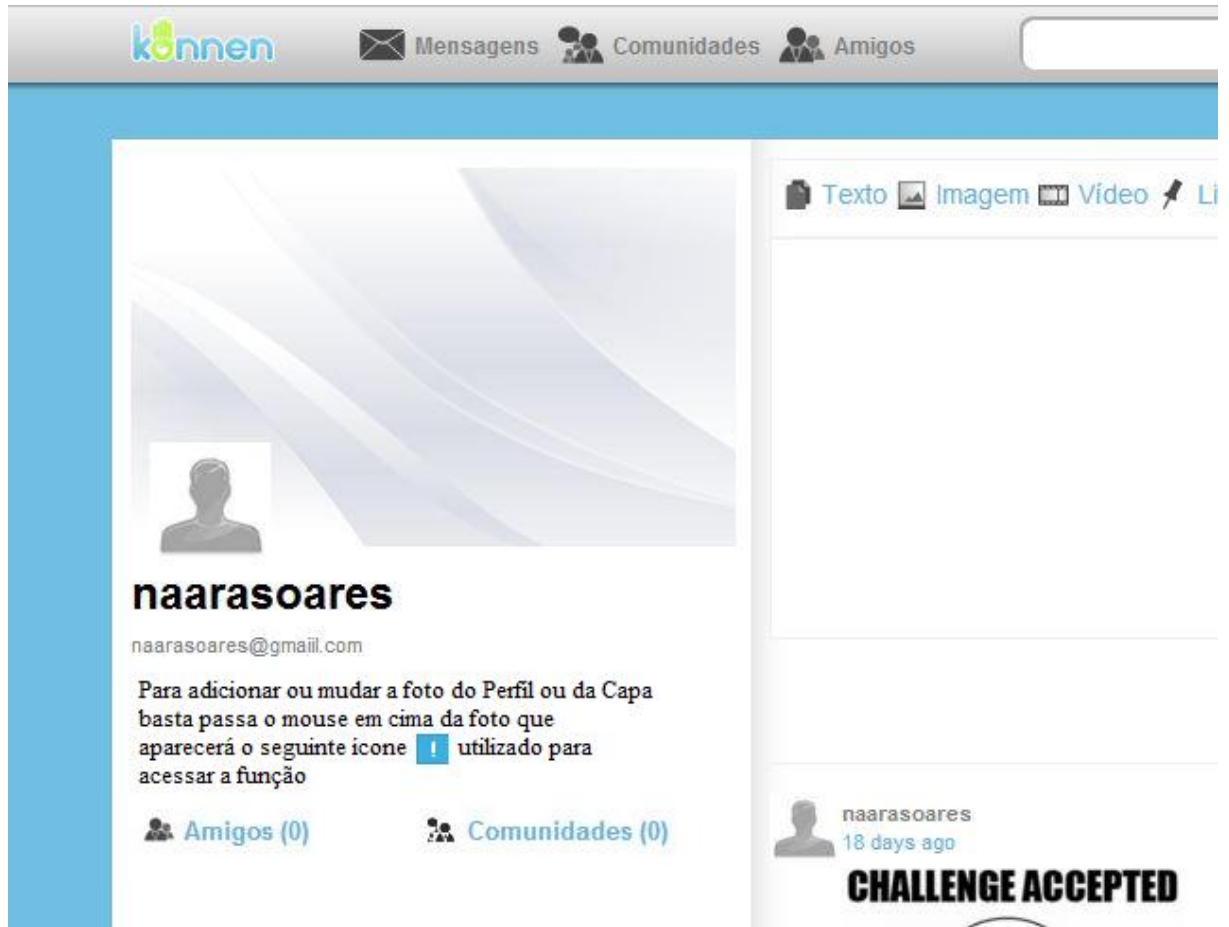 können
Mensagens Comunidades Amigos
Texto Imagem Vídeo Li
naarasoares
naarasoares@gmaiil.com
Para adicionar ou mudar a foto do Perfil ou da Capa
basta passa o mouse em cima da foto que
aparecerá o seguinte ícone ! utilizado para
acessar a função
Amigos (0) Comunidades (0)
naarasoares
18 days ago
CHALLENGE ACCEPTED